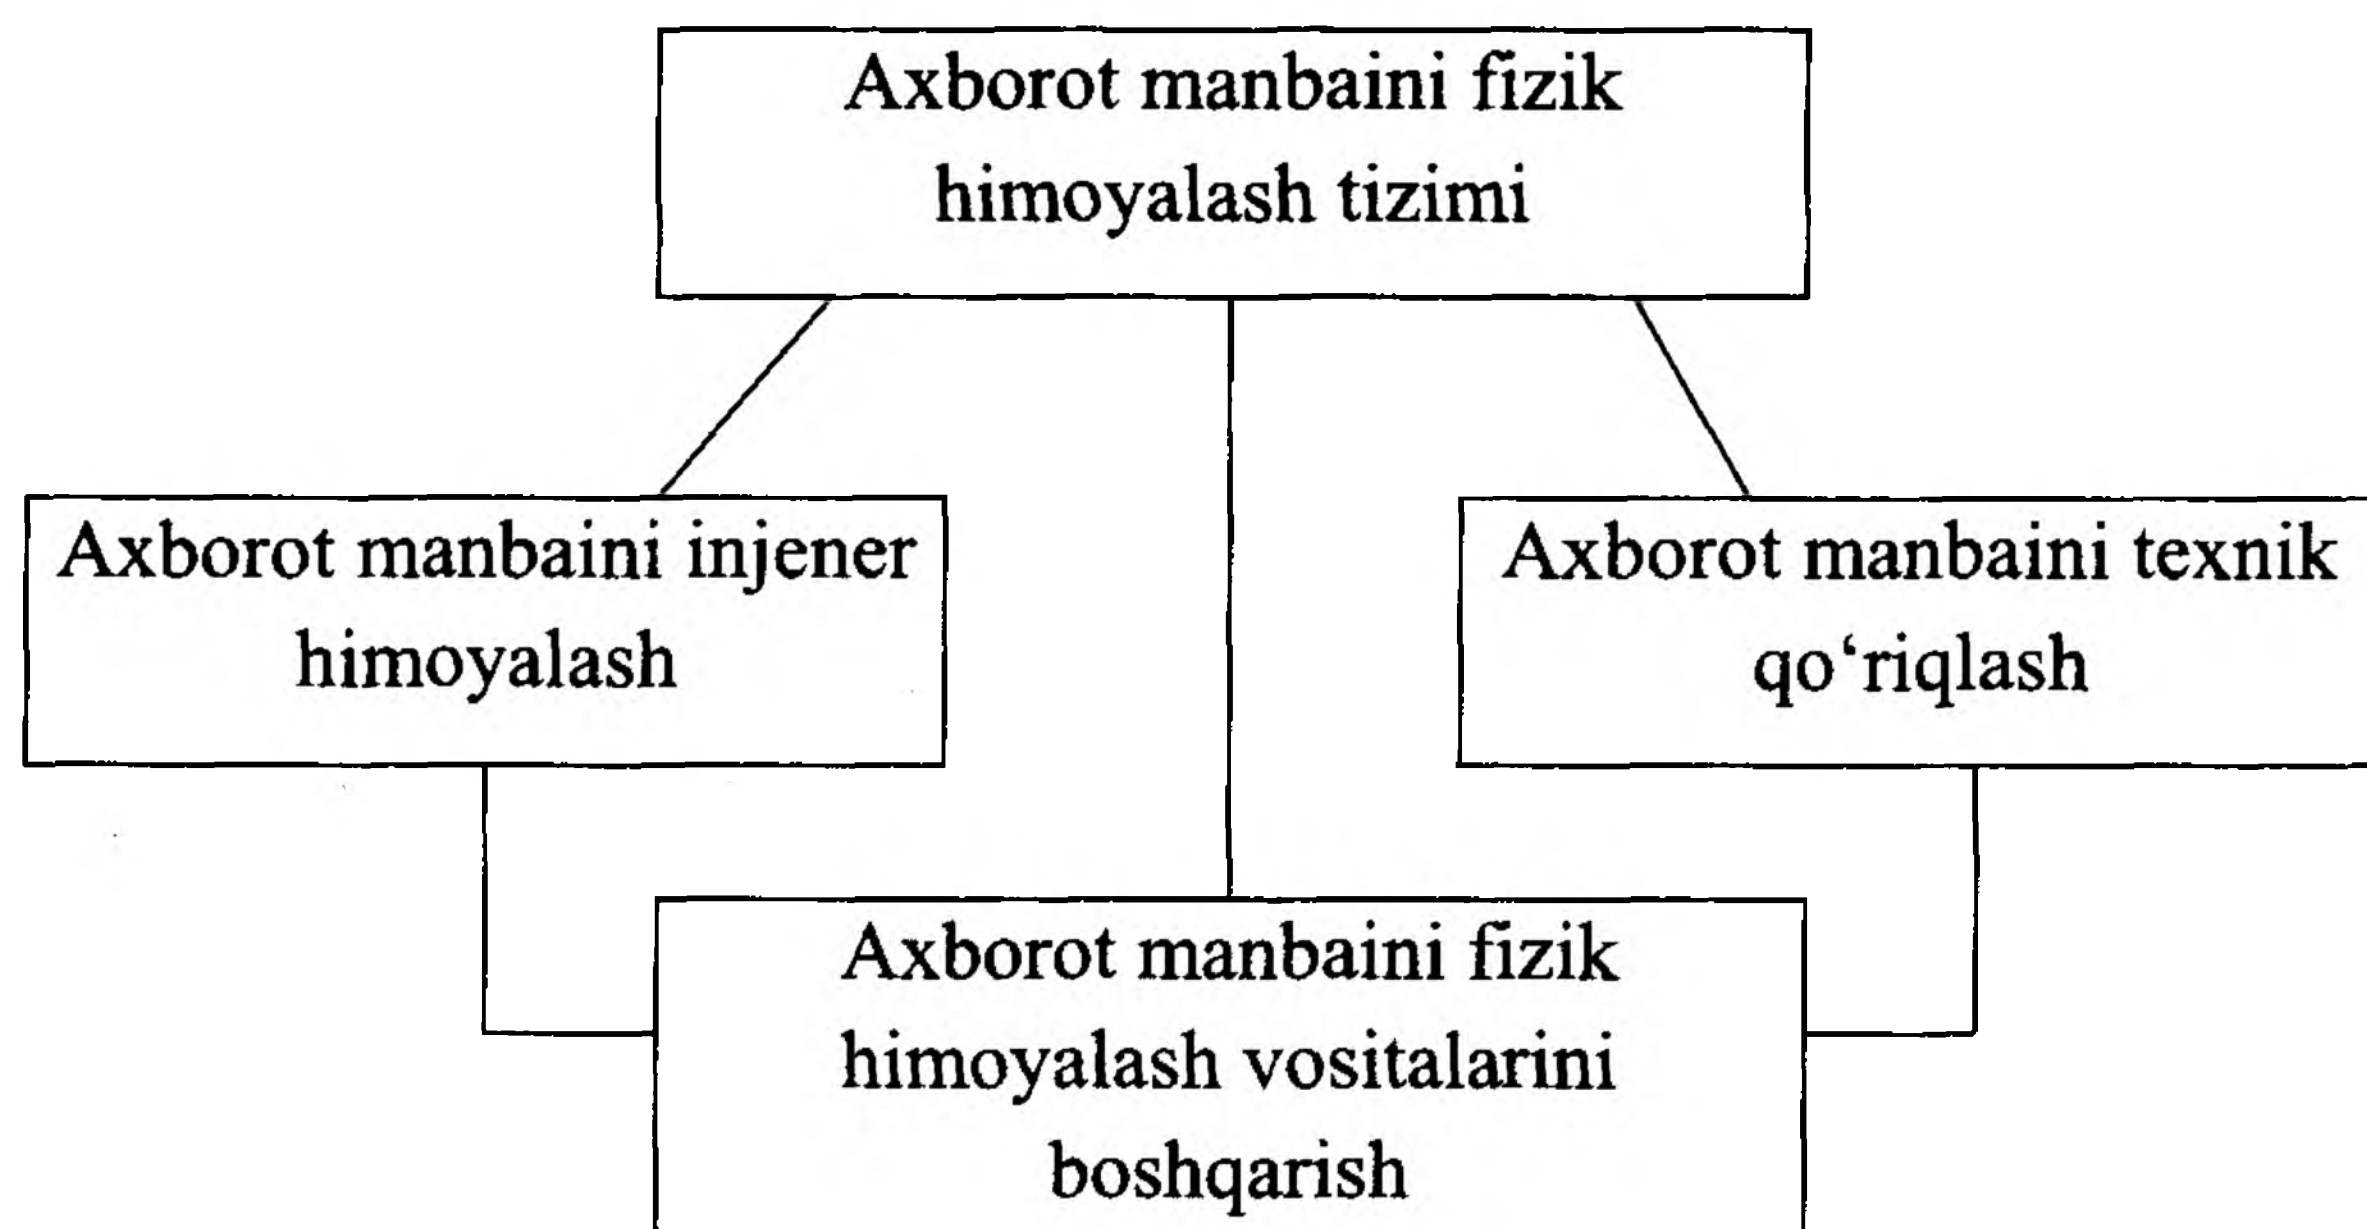 Axborot manbaini fizik
himoyalash tizimi
Axborot manbaini injener
himoyalash
Axborot manbaini texnik
qo‘riqlash
Axborot manbaini fizik
himoyalash vositalarini
boshqarish